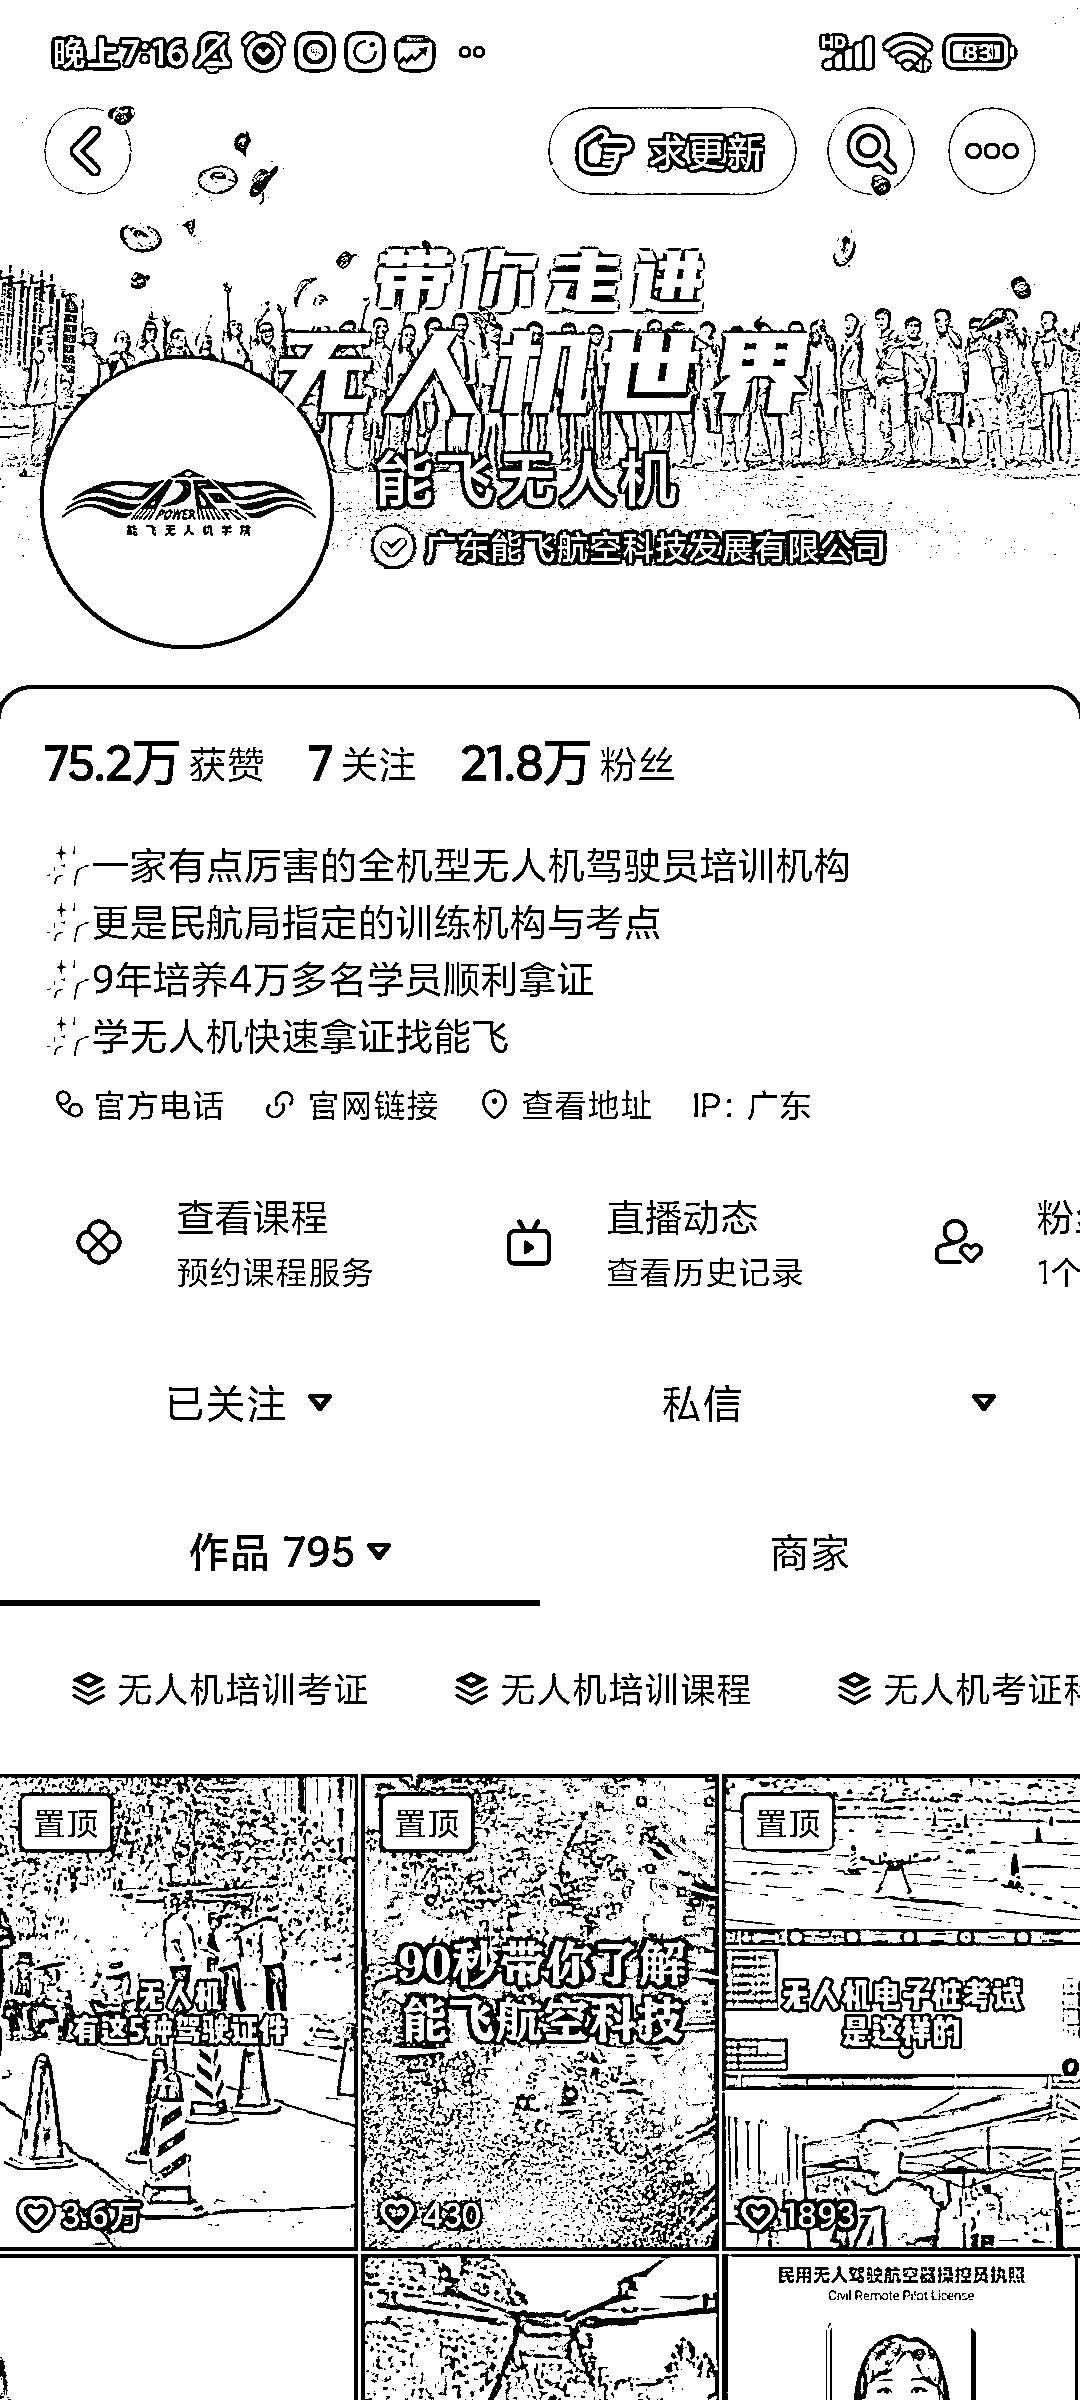 晚上7:16
HD
83
求更新
带你走进
无人机世界
POWER FLY
能飞无人机学院
能飞无人机
广东能飞航空科技发展有限公司
75.2万 获赞 7 关注 21.8万 粉丝
一家有点厉害的全机型无人机驾驶员培训机构
更是民航局指定的训练机构与考点
9年培养4万多名学员顺利拿证
学无人机快速拿证找能飞
官方电话 官网链接 查看地址 IP: 广东
查看课程 直播动态 粉丝
预约课程服务 查看历史记录 1个
已关注 私信
作品 795 商家
无人机培训考证 无人机培训课程 无人机考证科
置顶 置顶 置顶
无人机
有这5种驾驶证件
90秒带你了解
能飞航空科技
无人机电子桩考试
是这样的
3.6万 430 1893
民用无人驾驶航空器操控员执照
Civil Remote Pilot License